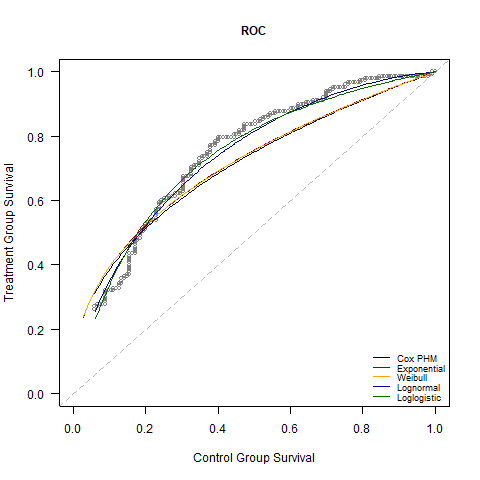 ROC
Treatment Group Survival
1.0
0.8
0.6
0.4
0.2
0.0
Cox PHM
Exponential
Weibull
Lognormal
Loglogistic
0.0 0.2 0.4 0.6 0.8 1.0
Control Group Survival